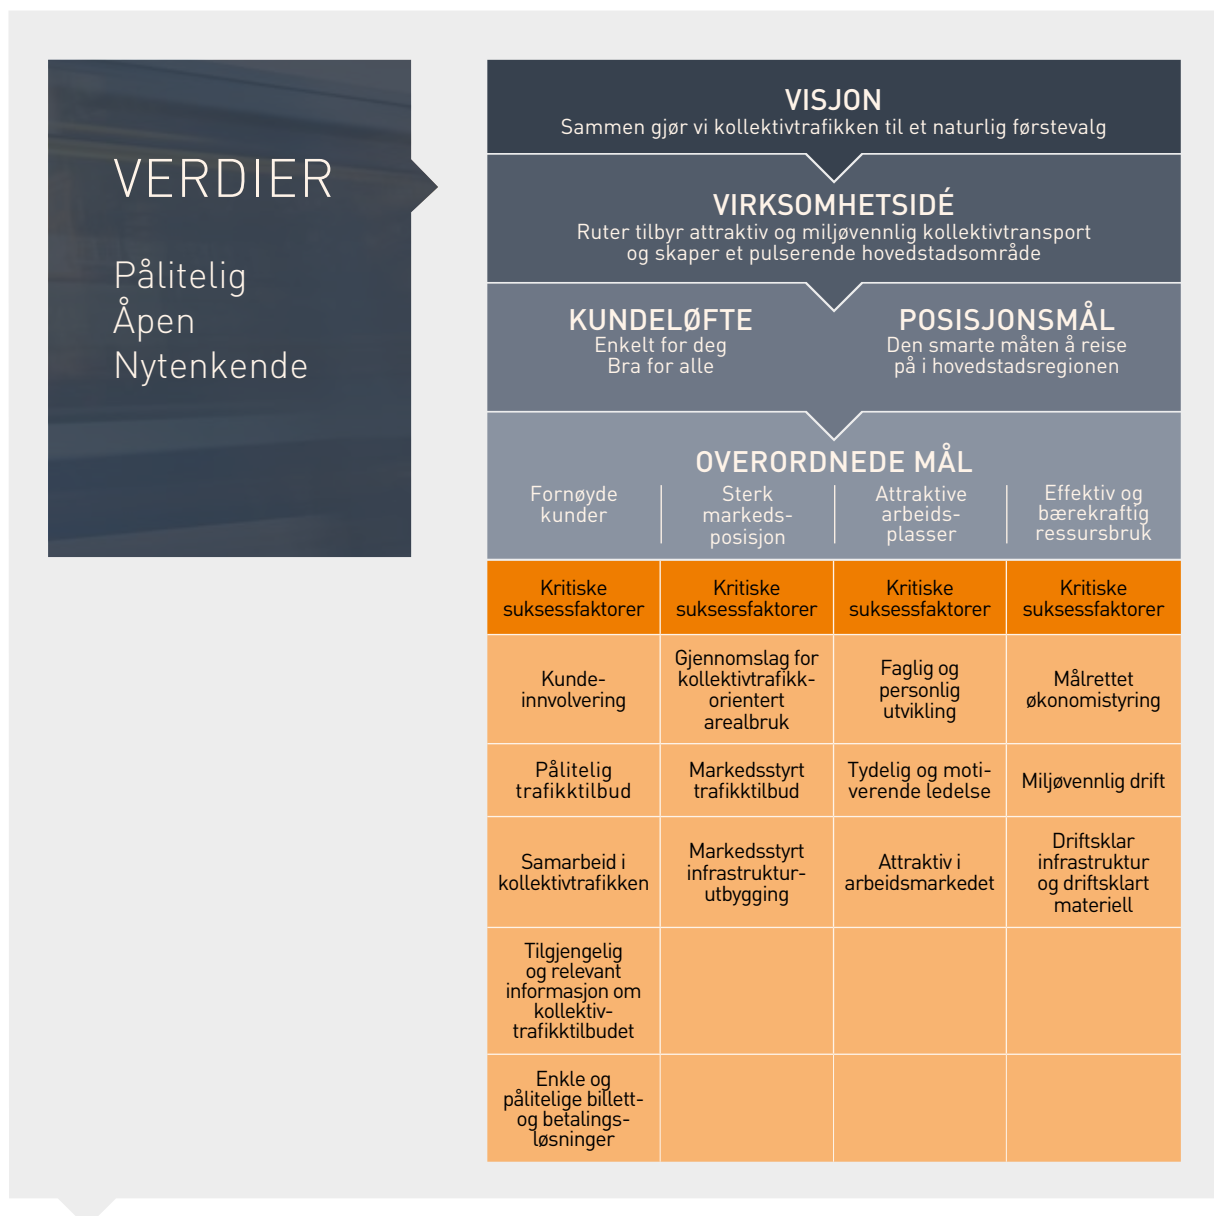 VERDIER
Pålitelig
Åpen
Nytenkende
VISJON
Sammen gjør vi kollektivtrafikken til et naturlig førstevalg
VIRKSOMHETSIDÉ
Ruter tilbyr attraktiv og miljøvennlig kollektivtransport
og skaper et pulserende hovedstadsområde
KUNDELØFTE
Enkelt for deg
Bra for alle
POSISJONSMÅL
Den smarte måten å reise
på i hovedstadsregionen
OVERORDNEDE MÅL
Fornøyde
kunder
Sterk
markeds-
posisjon
Attraktive
arbeids-
plasser
Effektiv og
bærekraftig
ressursbruk
Kritiske
suksessfaktorer
Kritiske
suksessfaktorer
Kritiske
suksessfaktorer
Kritiske
suksessfaktorer
Kunde-
innvolvering
Gjennomslag for
kollektivtrafikk-
orientert
arealbruk
Faglig og
personlig
utvikling
Målrettet
økonomistyring
Pålitelig
trafikktilbud
Markedsstyrt
trafikktilbud
Tydelig og moti-
verende ledelse
Miljøvennlig drift
Samarbeid i
kollektivtrafikken
Markedsstyrt
infrastruktur-
utbygging
Attraktiv i
arbeidsmarkedet
Driftsklar
infrastruktur
og driftsklart
materiell
Tilgjengelig
og relevant
informasjon om
kollektiv-
trafikktilbudet
Enkle og
pålitelige billett-
og betalings-
løsninger